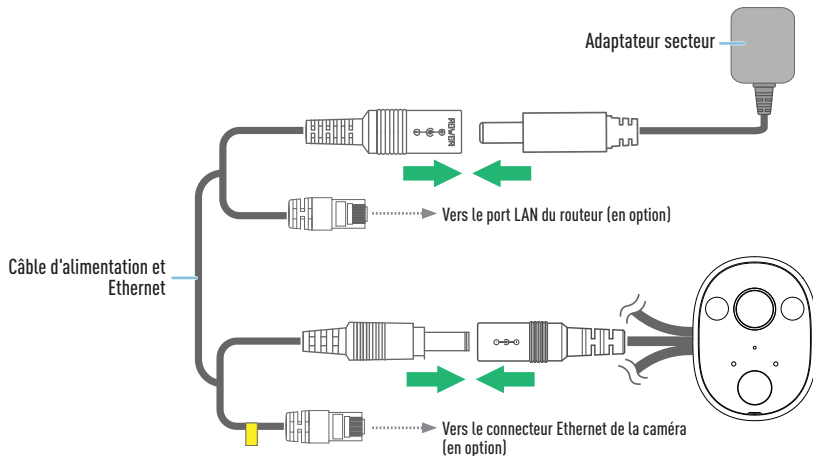 Adaptateur secteur
POWER
Vers le port LAN du routeur (en option)
Câble d'alimentation et
Ethernet
Vers le connecteur Ethernet de la caméra
(en option)